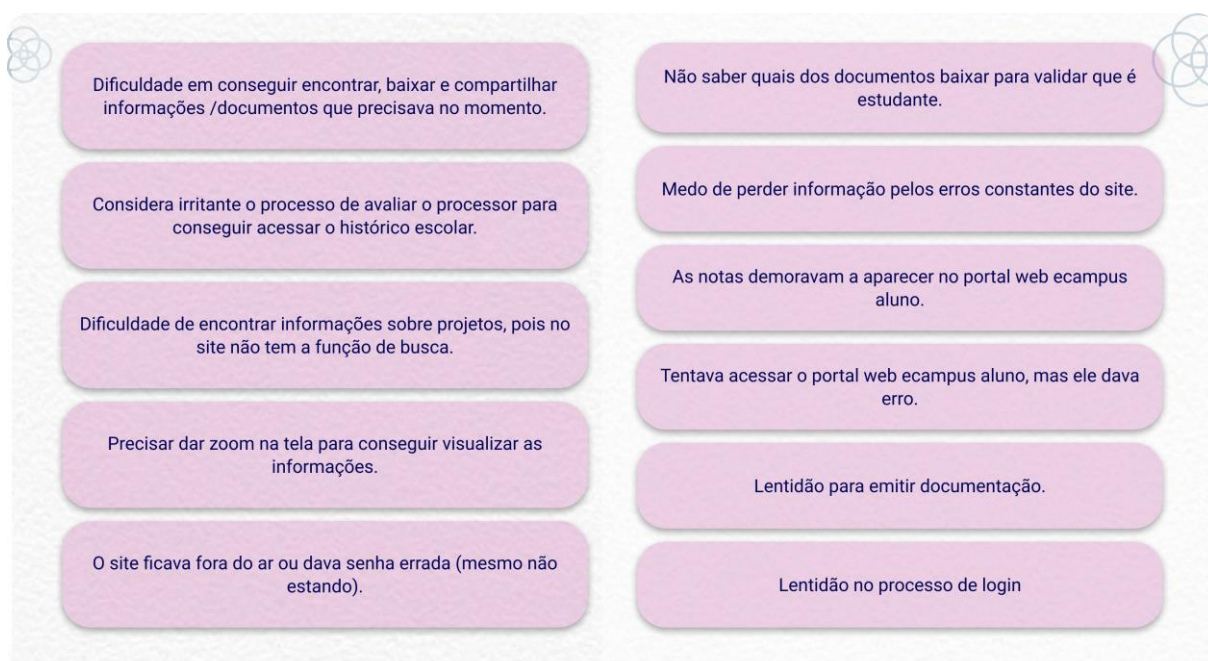 Dificuldade em conseguir encontrar, baixar e compartilhar
informações /documentos que precisava no momento.
Considera irritante o processo de avaliar o processor para
conseguir acessar o histórico escolar.
Dificuldade de encontrar informações sobre projetos, pois no
site não tem a função de busca.
Precisar dar zoom na tela para conseguir visualizar as
informações.
O site ficava fora do ar ou dava senha errada (mesmo não
estando).
Não saber quais dos documentos baixar para validar que é
estudante.
Medo de perder informação pelos erros constantes do site.
As notas demoravam a aparecer no portal web ecampus
aluno.
Tentava acessar o portal web ecampus aluno, mas ele dava
erro.
Lentidão para emitir documentação.
Lentidão no processo de login